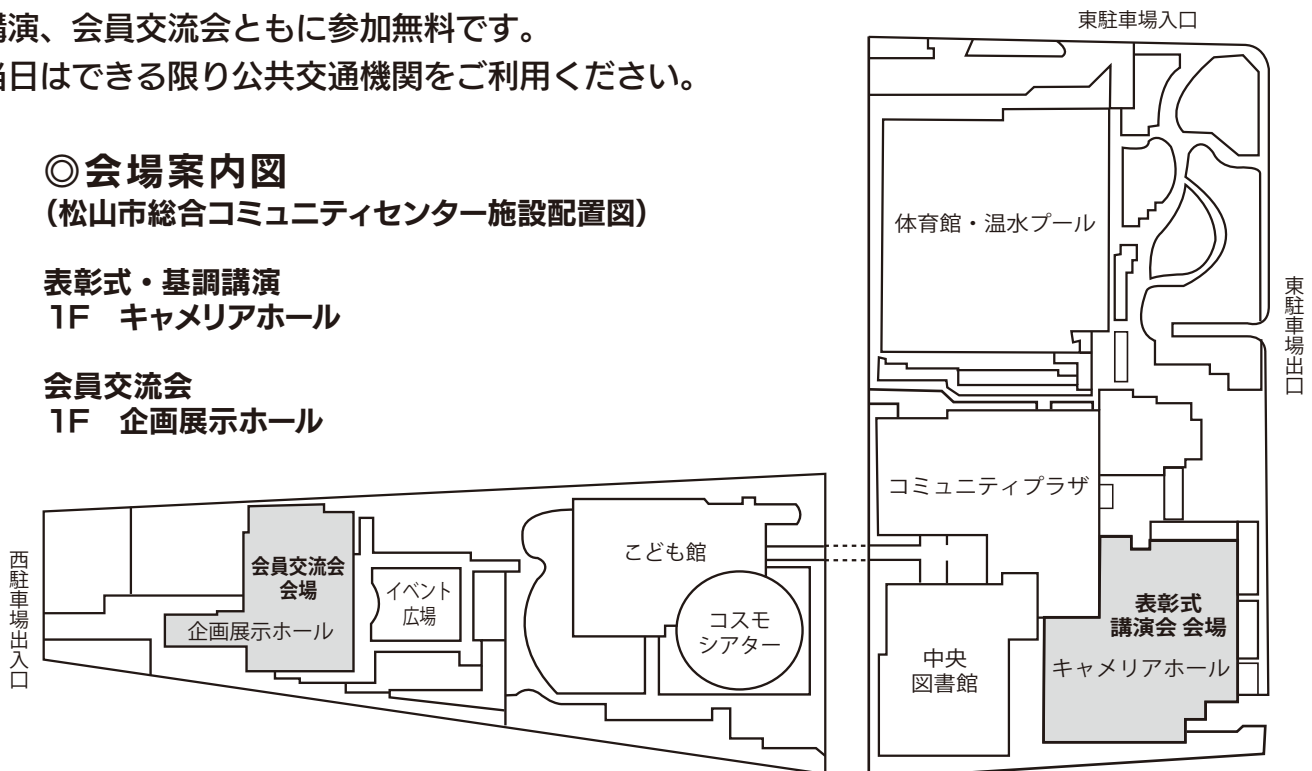 講演、会員交流会ともに参加無料です。
当日はできる限り公共交通機関をご利用ください。
◎会場案内図
（松山市総合コミュニティセンター施設配置図）
表彰式・基調講演
1F　キャメリアホール
会員交流会
1F　企画展示ホール
東駐車場入口
体育館・温水プール
東駐車場出口
コミュニティプラザ
西駐車場出入口
会員交流会
会場
企画展示ホール
イベント
広場
こども館
コスモ
シアター
中央
図書館
表彰式
講演会 会場
キャメリアホール